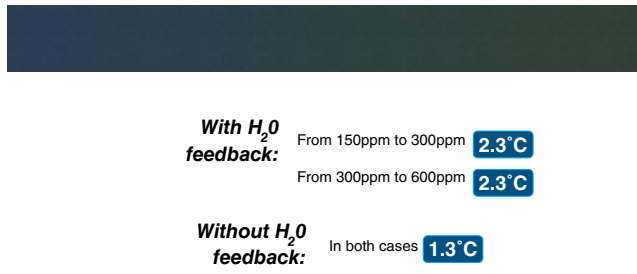 With H₂0 From 150ppm to 300ppm 2.3˚C
feedback:
From 300ppm to 600ppm 2.3˚C
Without H₂0
feedback: In both cases 1.3˚C